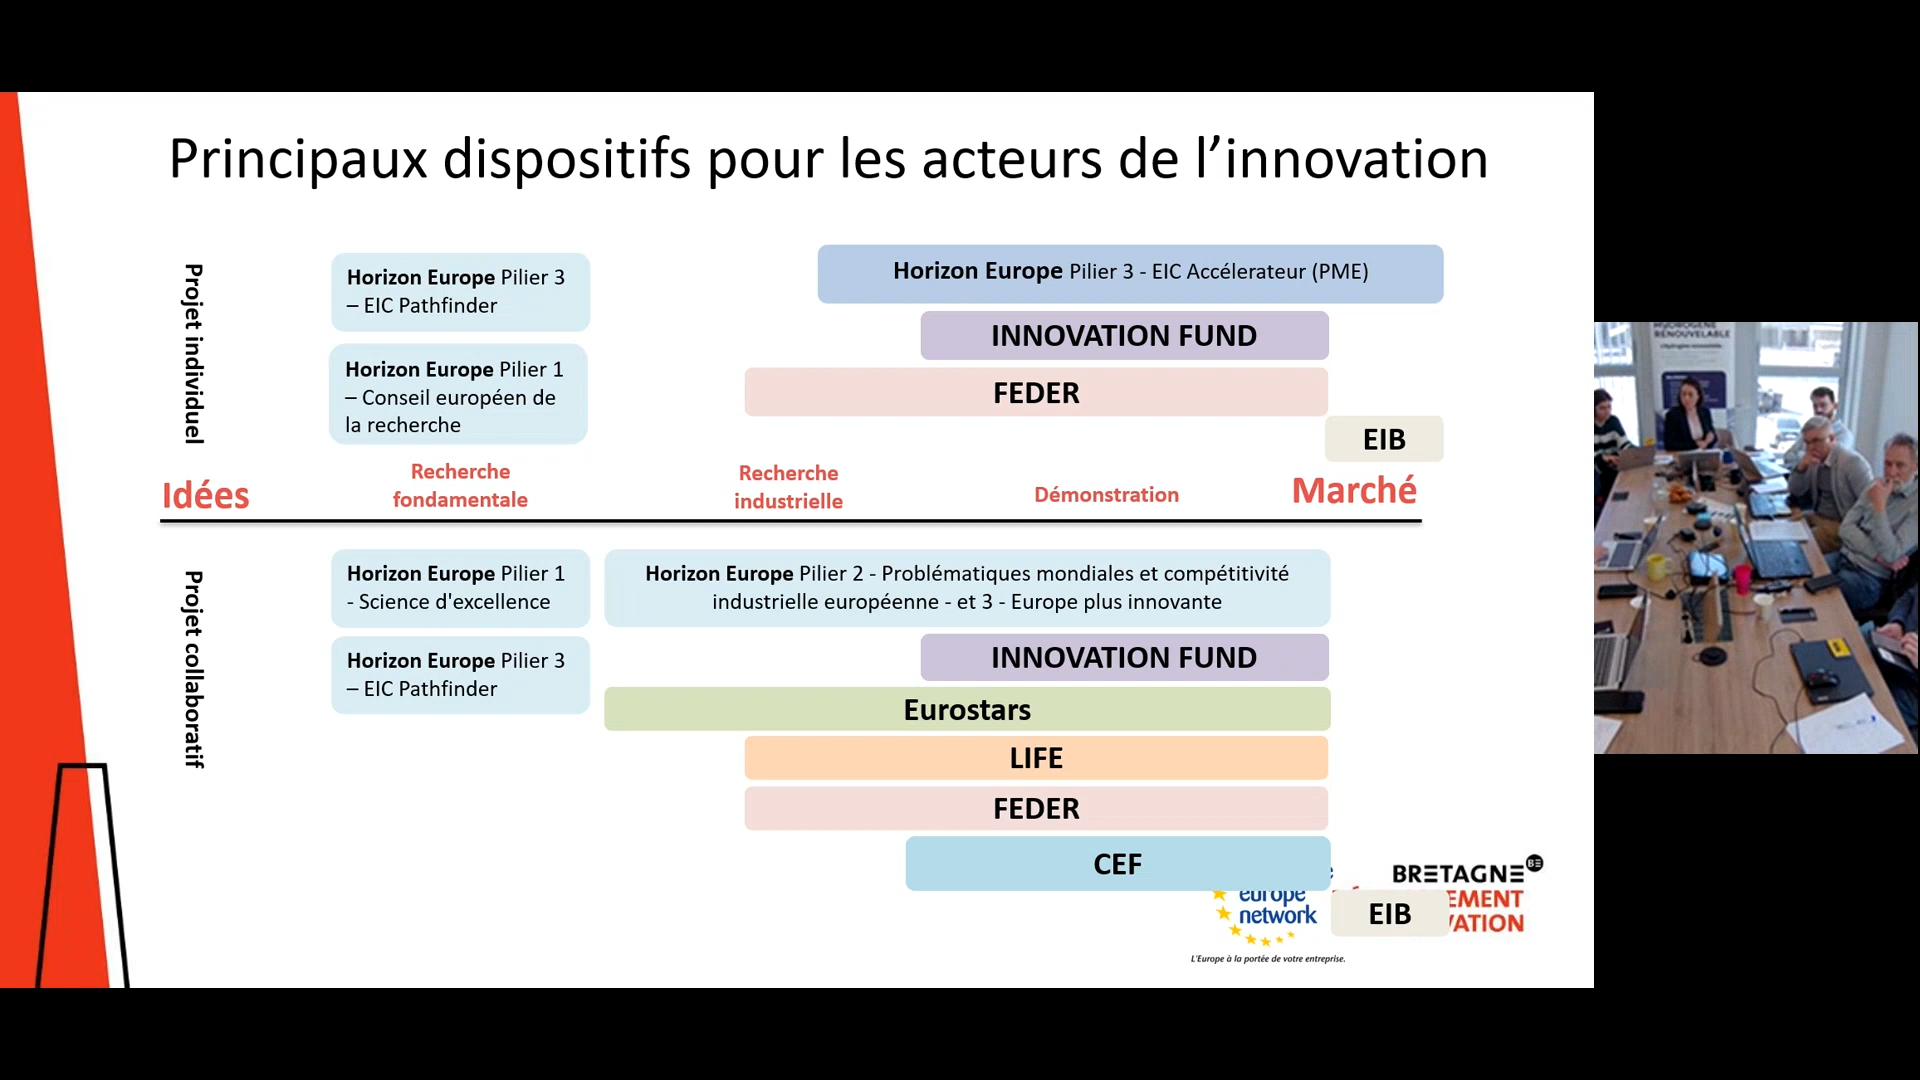 Principaux dispositifs pour les acteurs de l’innovation
Projet individuel
Horizon Europe Pilier 3
– EIC Pathfinder
Horizon Europe Pilier 1
– Conseil européen de
la recherche
Horizon Europe Pilier 3 - EIC Accélerateur (PME)
INNOVATION FUND
FEDER
EIB
Idées
Recherche
fondamentale
Recherche
industrielle
Démonstration
Marché
Projet collaboratif
Horizon Europe Pilier 1
- Science d'excellence
Horizon Europe Pilier 3
– EIC Pathfinder
Horizon Europe Pilier 2 - Problématiques mondiales et compétitivité
industrielle européenne - et 3 - Europe plus innovante
INNOVATION FUND
Eurostars
LIFE
FEDER
CEF
EIB
europe
network
L'Europe à la portée de votre entreprise.
BRETAGNE
EMENT
VATION
HYDROGÈNE
RENOUVELABLE